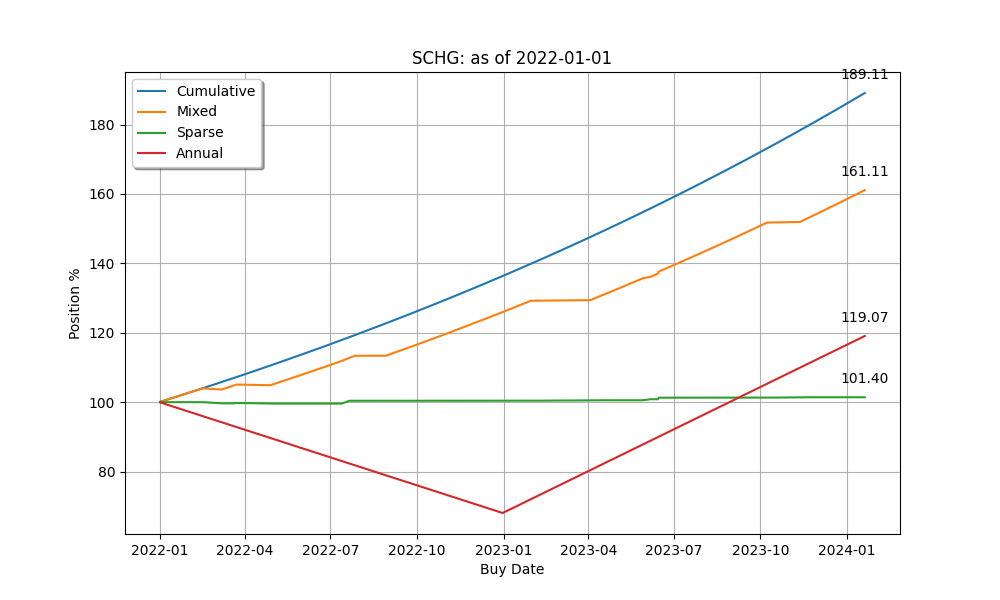 SCHG: as of 2022-01-01
Cumulative
Mixed
Sparse
Annual
189.11
161.11
119.07
101.40
180
160
140
120
100
80
Position %
2022-01 2022-04 2022-07 2022-10 2023-01 2023-04 2023-07 2023-10 2024-01
Buy Date